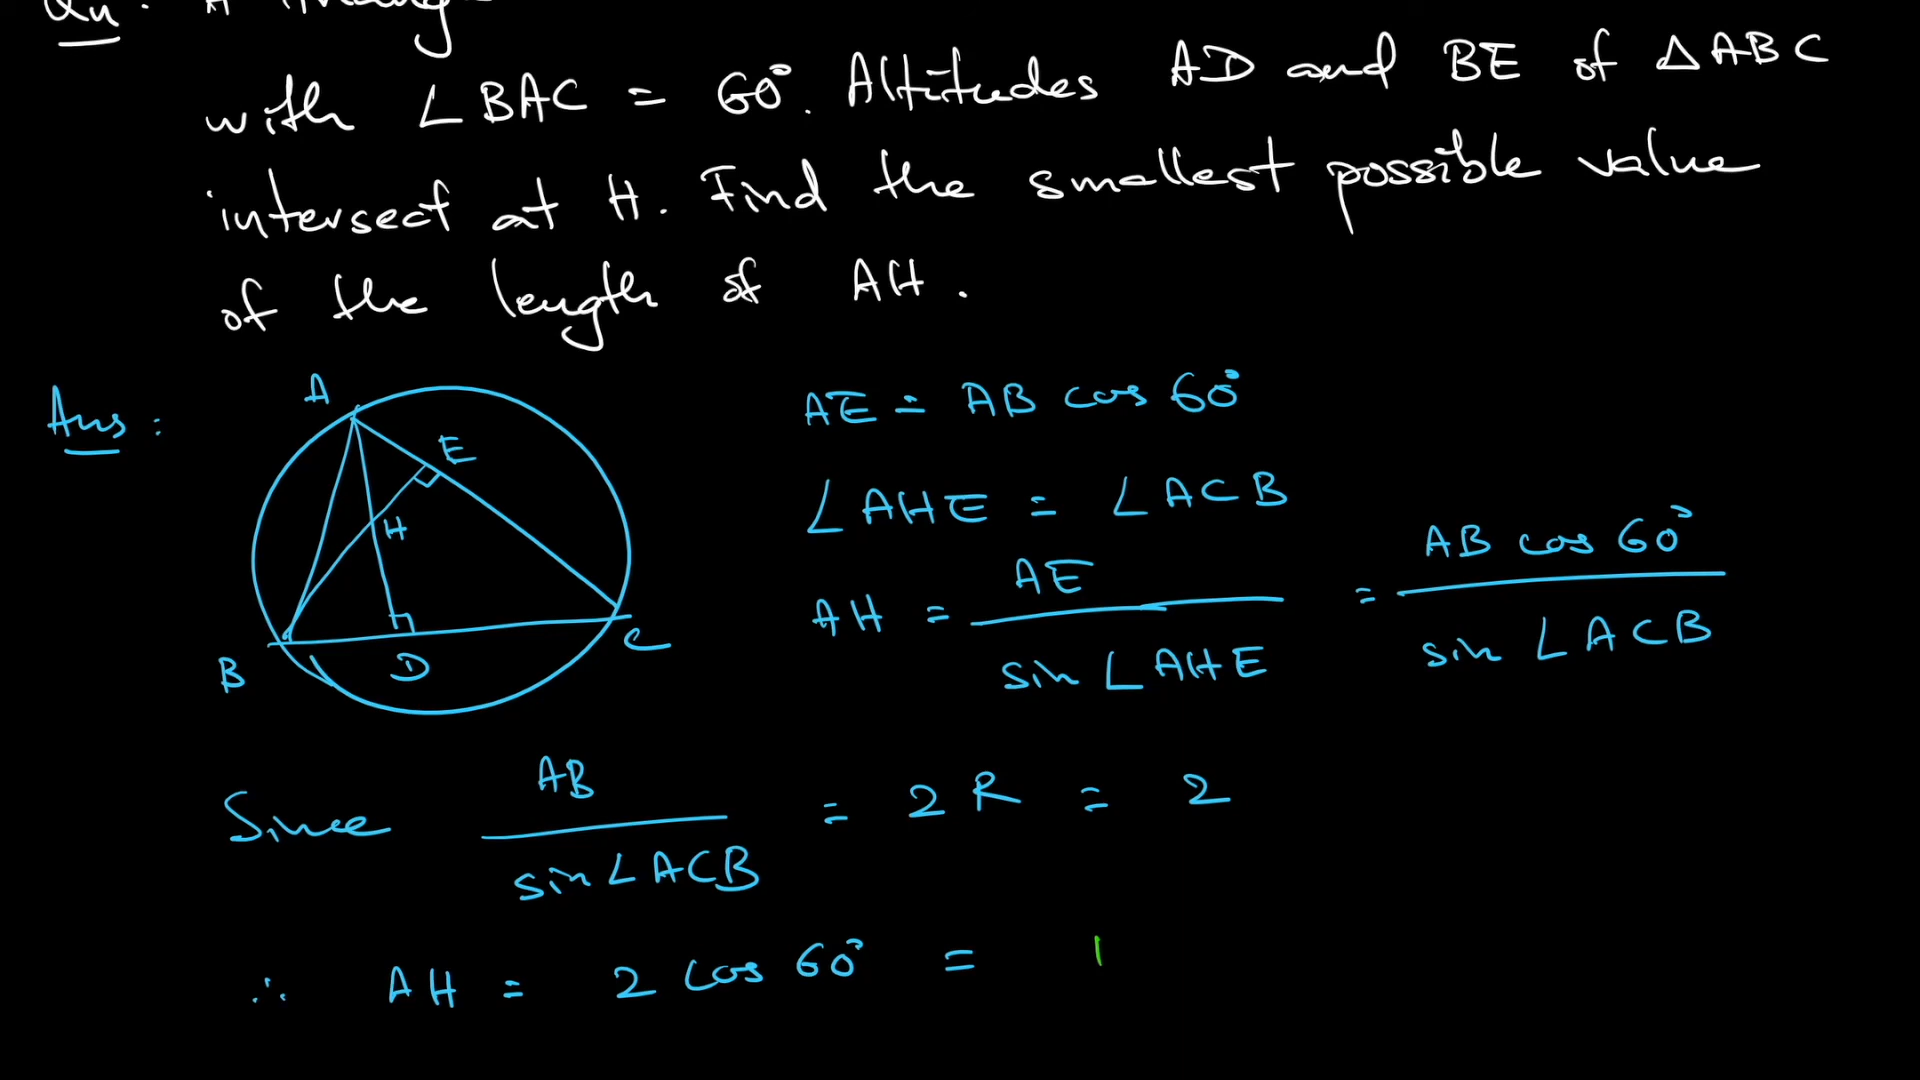 Qn : A
with ∠BAC = 60°. Altitudes AD and BE of △ABC
intersect at H. Find the smallest possible value
of the length of AH.
Ans :
A
E
H
B
D
C
AE = AB cos 60°
∠AHE = ∠ACB
AH = AE / sin ∠AHE = AB cos 60° / sin ∠ACB
Since AB / sin ∠ACB = 2R = 2
∴ AH = 2 cos 60° = 1